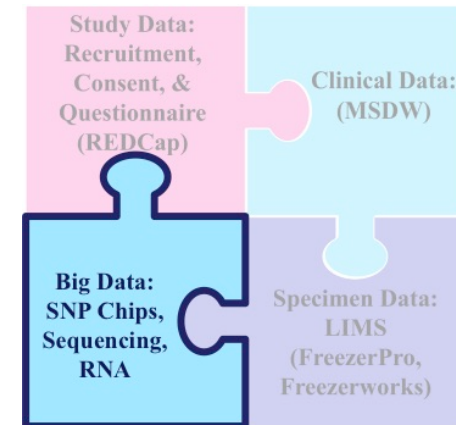 Study Data:
Recruitment,
Consent, &
Questionnaire
(REDCap)
Clinical Data:
(MSDW)
Big Data:
SNP Chips,
Sequencing,
RNA
Specimen Data:
LIMS
(FreezerPro,
Freezerworks)